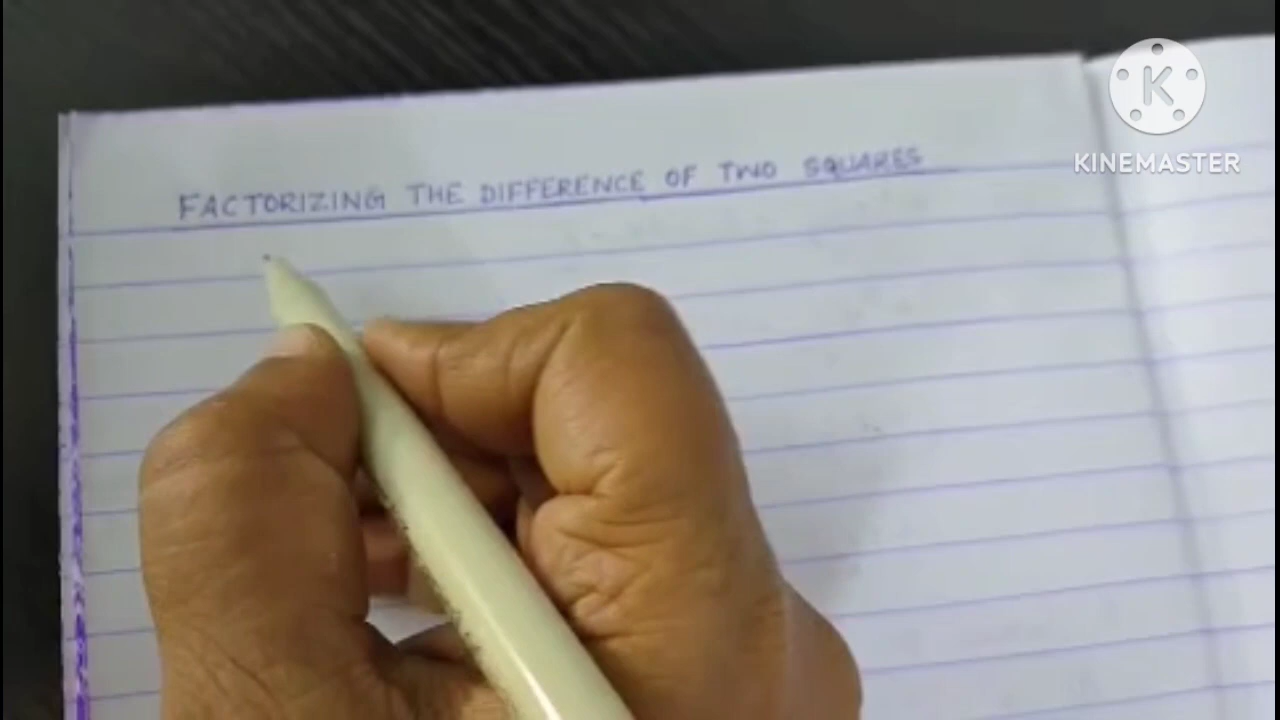 FACTORIZING THE DIFFERENCE OF TWO SQUARES
K
KINEMASTER